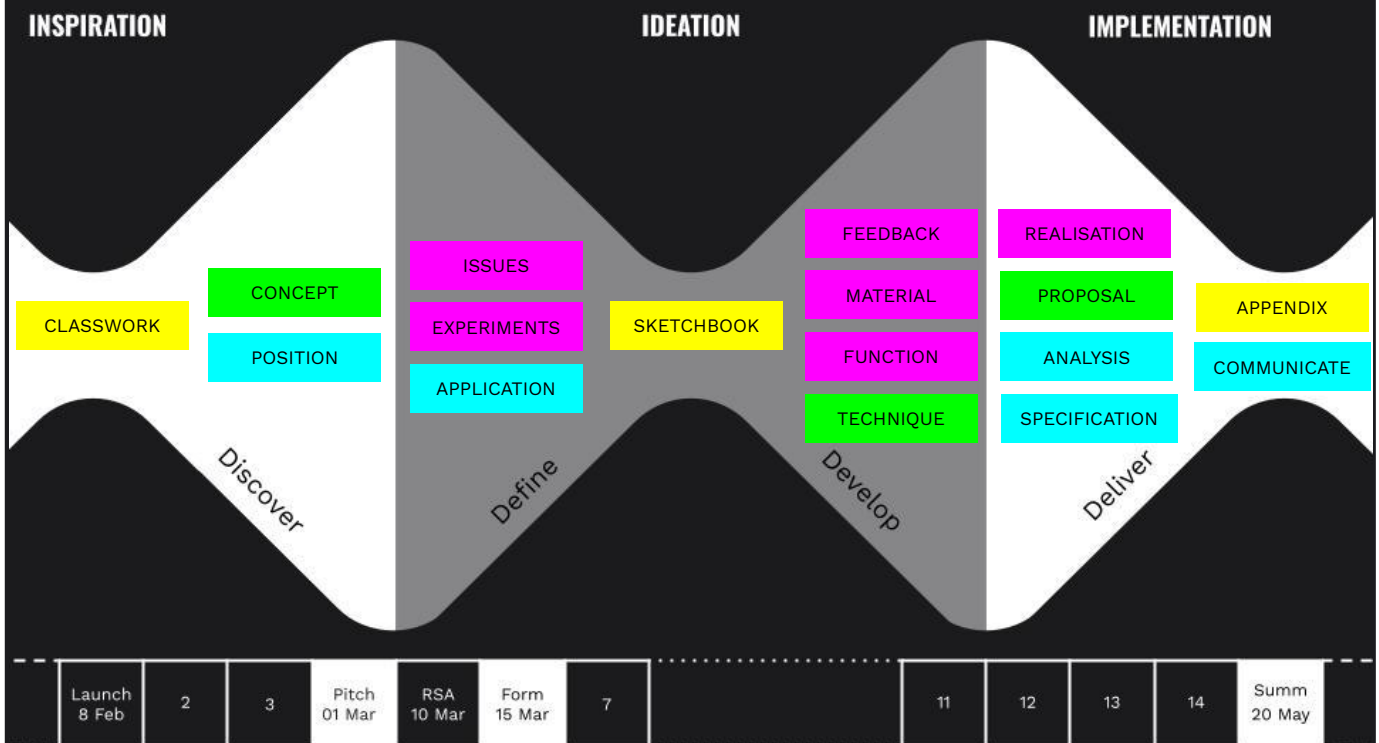 INSPIRATION
IDEATION
IMPLEMENTATION
CLASSWORK
CONCEPT
POSITION
ISSUES
EXPERIMENTS
APPLICATION
SKETCHBOOK
FEEDBACK
MATERIAL
FUNCTION
TECHNIQUE
REALISATION
PROPOSAL
ANALYSIS
SPECIFICATION
APPENDIX
COMMUNICATE
Discover
Define
Develop
Deliver
Launch
8 Feb
2
3
Pitch
01 Mar
RSA
10 Mar
Form
15 Mar
7
11
12
13
14
Summ
20 May